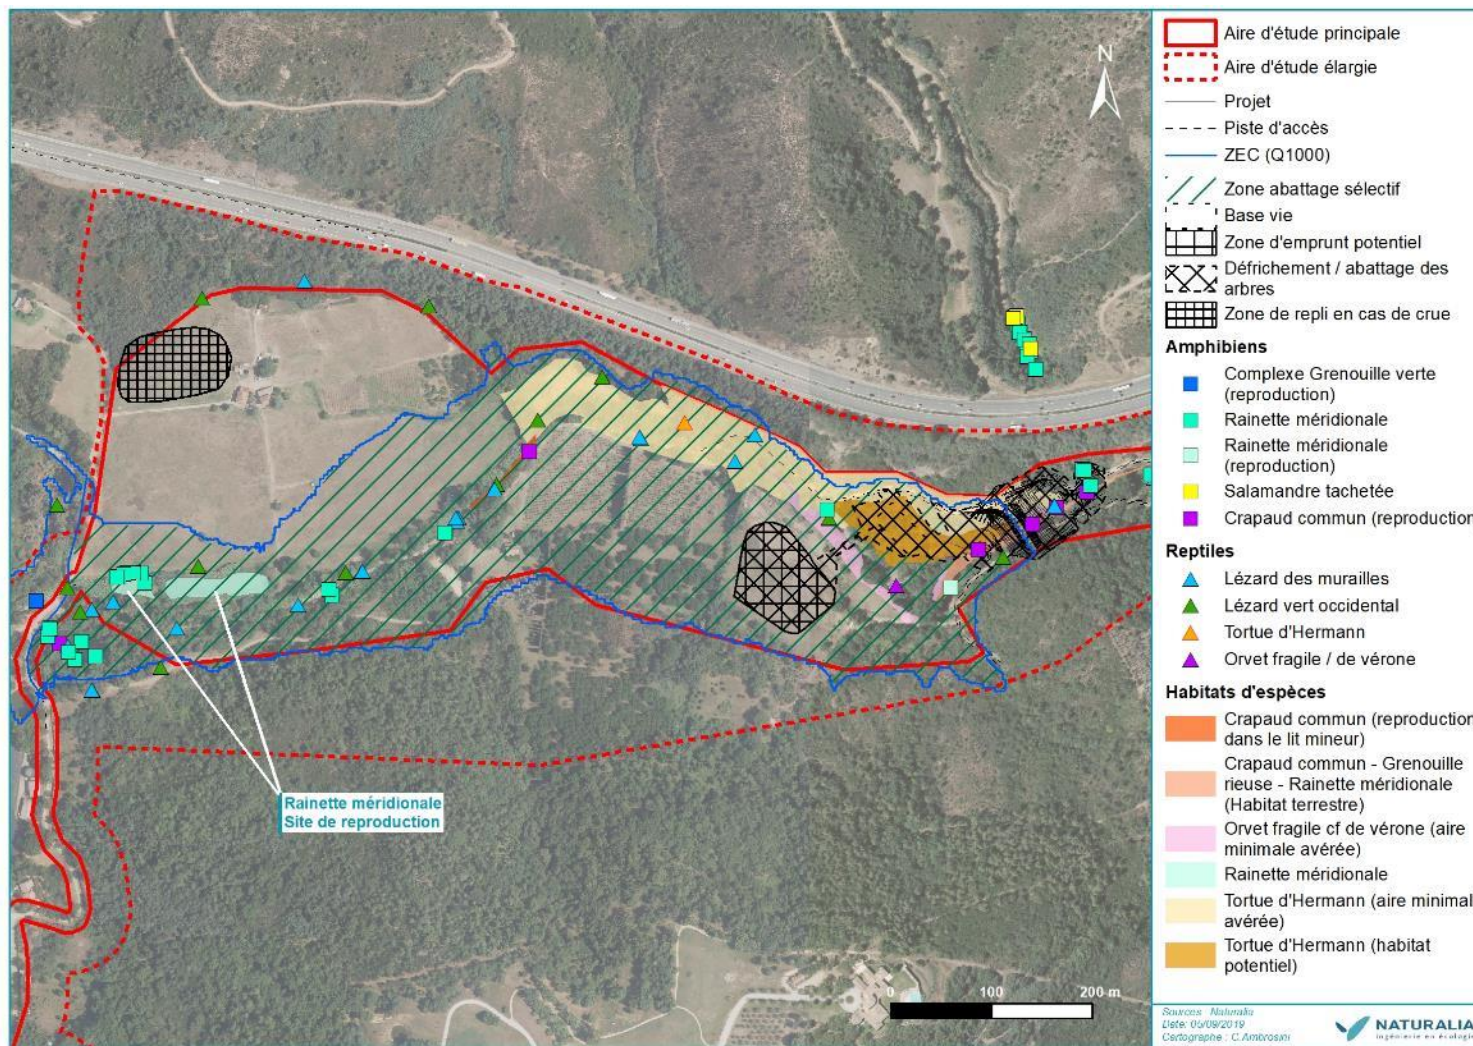 N
Rainette méridionale
Site de reproduction
0 100 200 m
Aire d'étude principale
Aire d'étude élargie
Projet
Piste d'accès
ZEC (Q1000)
Zone abattage sélectif
Base vie
Zone d'emprunt potentiel
Défrichement / abattage des
arbres
Zone de repli en cas de crue
Amphibiens
Complexe Grenouille verte
(reproduction)
Rainette méridionale
Rainette méridionale
(reproduction)
Salamandre tachetée
Crapaud commun (reproduction
Reptiles
Lézard des murailles
Lézard vert occidental
Tortue d'Hermann
Orvet fragile / de vérone
Habitats d'espèces
Crapaud commun (reproduction
dans le lit mineur)
Crapaud commun - Grenouille
rieuse - Rainette méridionale
(Habitat terrestre)
Orvet fragile cf de vérone (aire
minimale avérée)
Rainette méridionale
Tortue d'Hermann (aire minimal
avérée)
Tortue d'Hermann (habitat
potentiel)
Sources : Naturalia
Date: 05/09/2019
Cartographe : C.Ambrosini
NATURALIA
Ingénierie en écologi